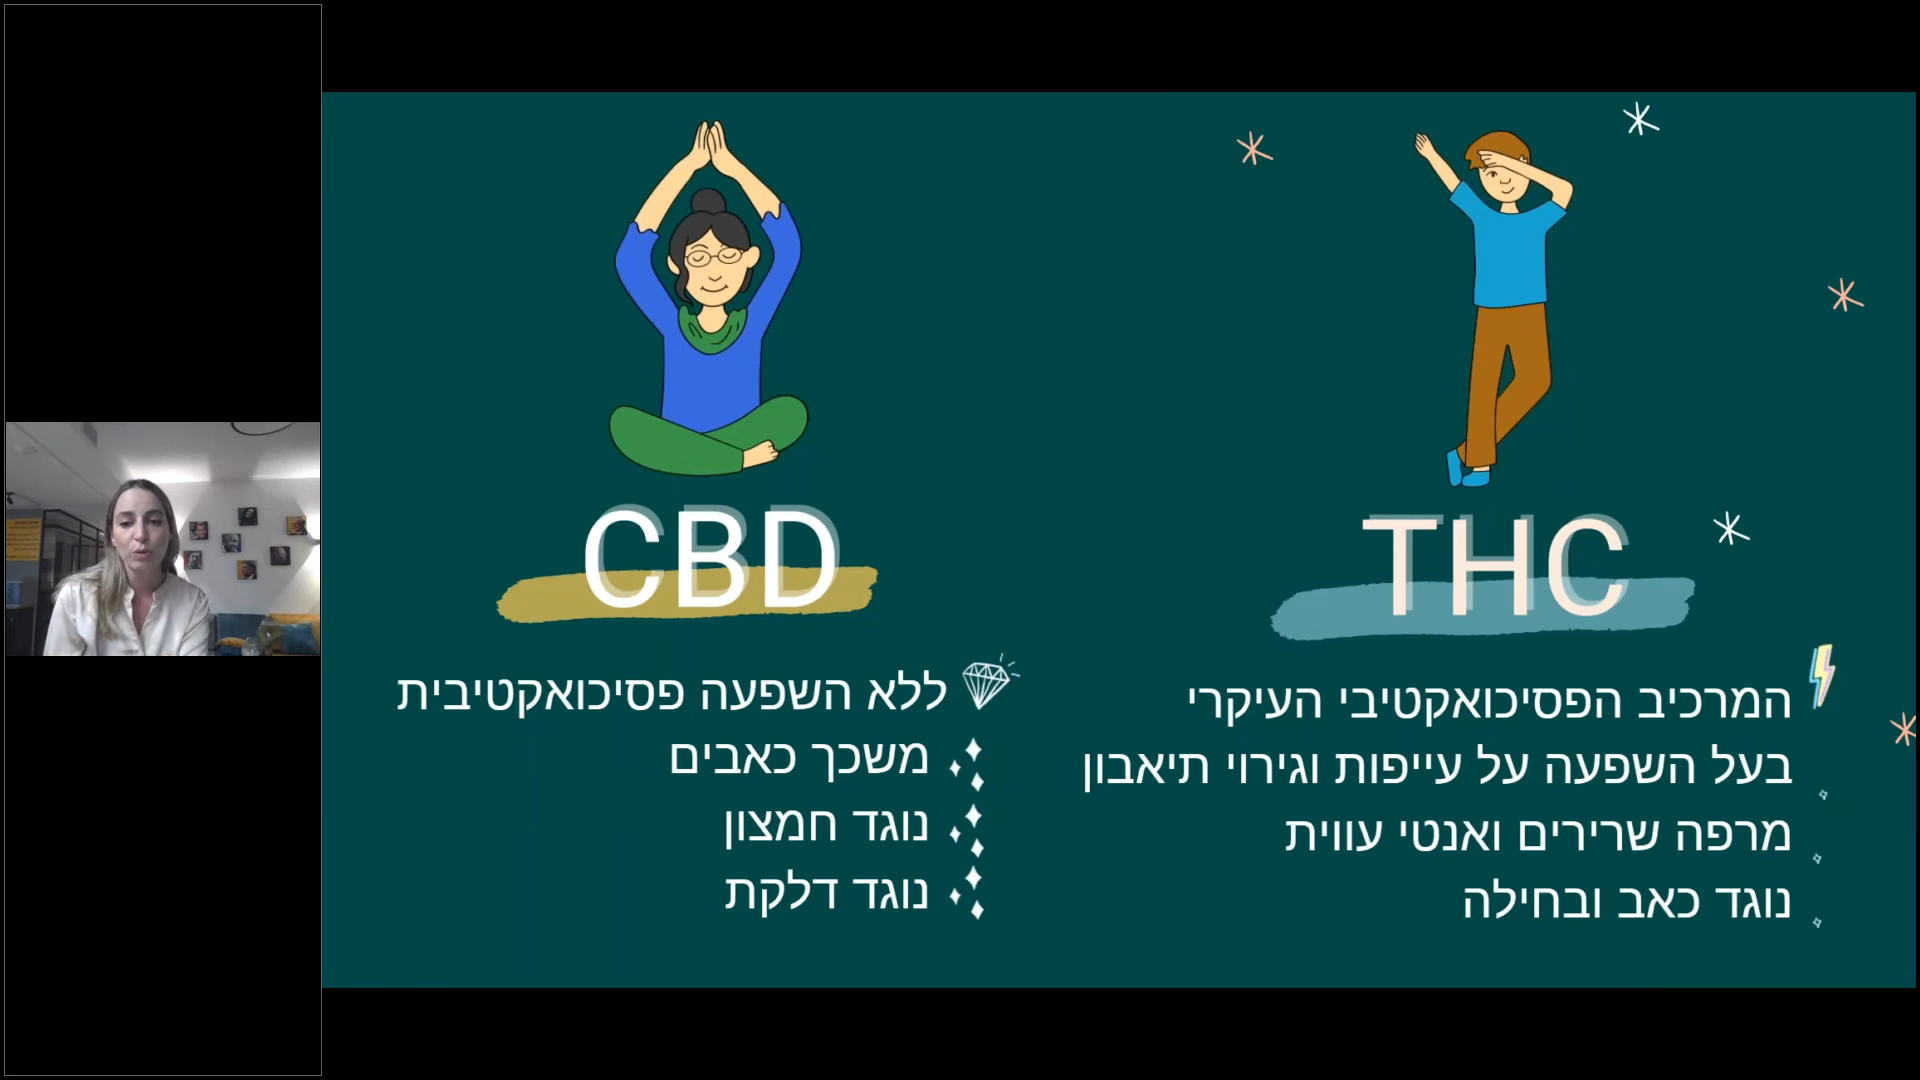 THC
המרכיב הפסיכואקטיבי העיקרי
בעל השפעה על עייפות וגירוי תיאבון
מרפה שרירים ואנטי עווית
נוגד כאב ובחילה
CBD
ללא השפעה פסיכואקטיבית
משכך כאבים
נוגד חמצון
נוגד דלקת